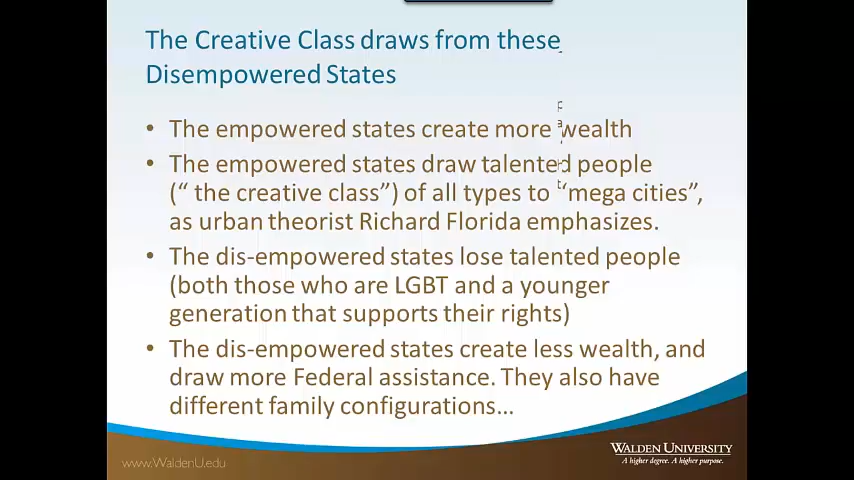 The Creative Class draws from these
Disempowered States
• The empowered states create more wealth
• The empowered states draw talented people
(“ the creative class”) of all types to “mega cities”,
as urban theorist Richard Florida emphasizes.
• The dis-empowered states lose talented people
(both those who are LGBT and a younger
generation that supports their rights)
• The dis-empowered states create less wealth, and
draw more Federal assistance. They also have
different family configurations...
www.WaldenU.edu
WALDEN UNIVERSITY
A higher degree. A higher purpose.